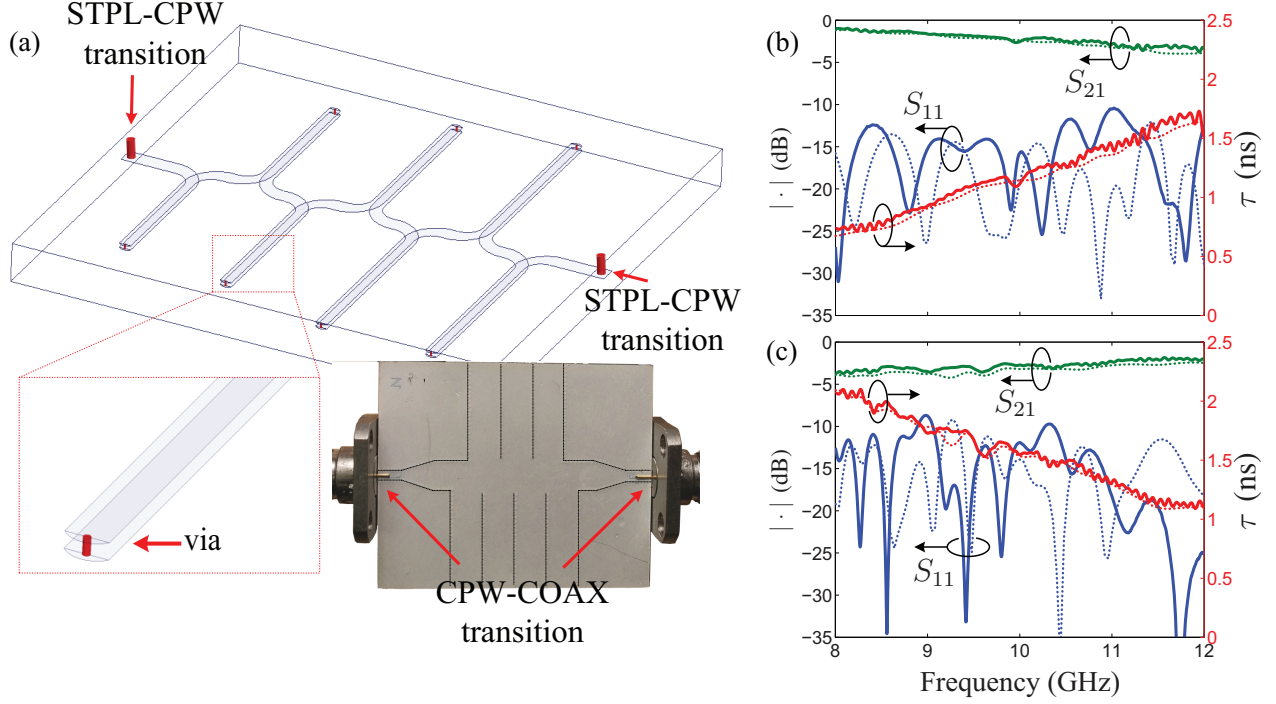 STPL-CPW
transition
(a)
STPL-CPW
transition
via
CPW-COAX
transition
(b)
0
−5
−10
−15
−20
−25
−30
−35
| · | (dB)
S21
S11
2.5
2
1.5
1
0.5
0
τ (ns)
(c)
0
−5
−10
−15
−20
−25
−30
−35
| · | (dB)
S21
S11
2.5
2
1.5
1
0.5
0
τ (ns)
8
9
10
11
12
Frequency (GHz)